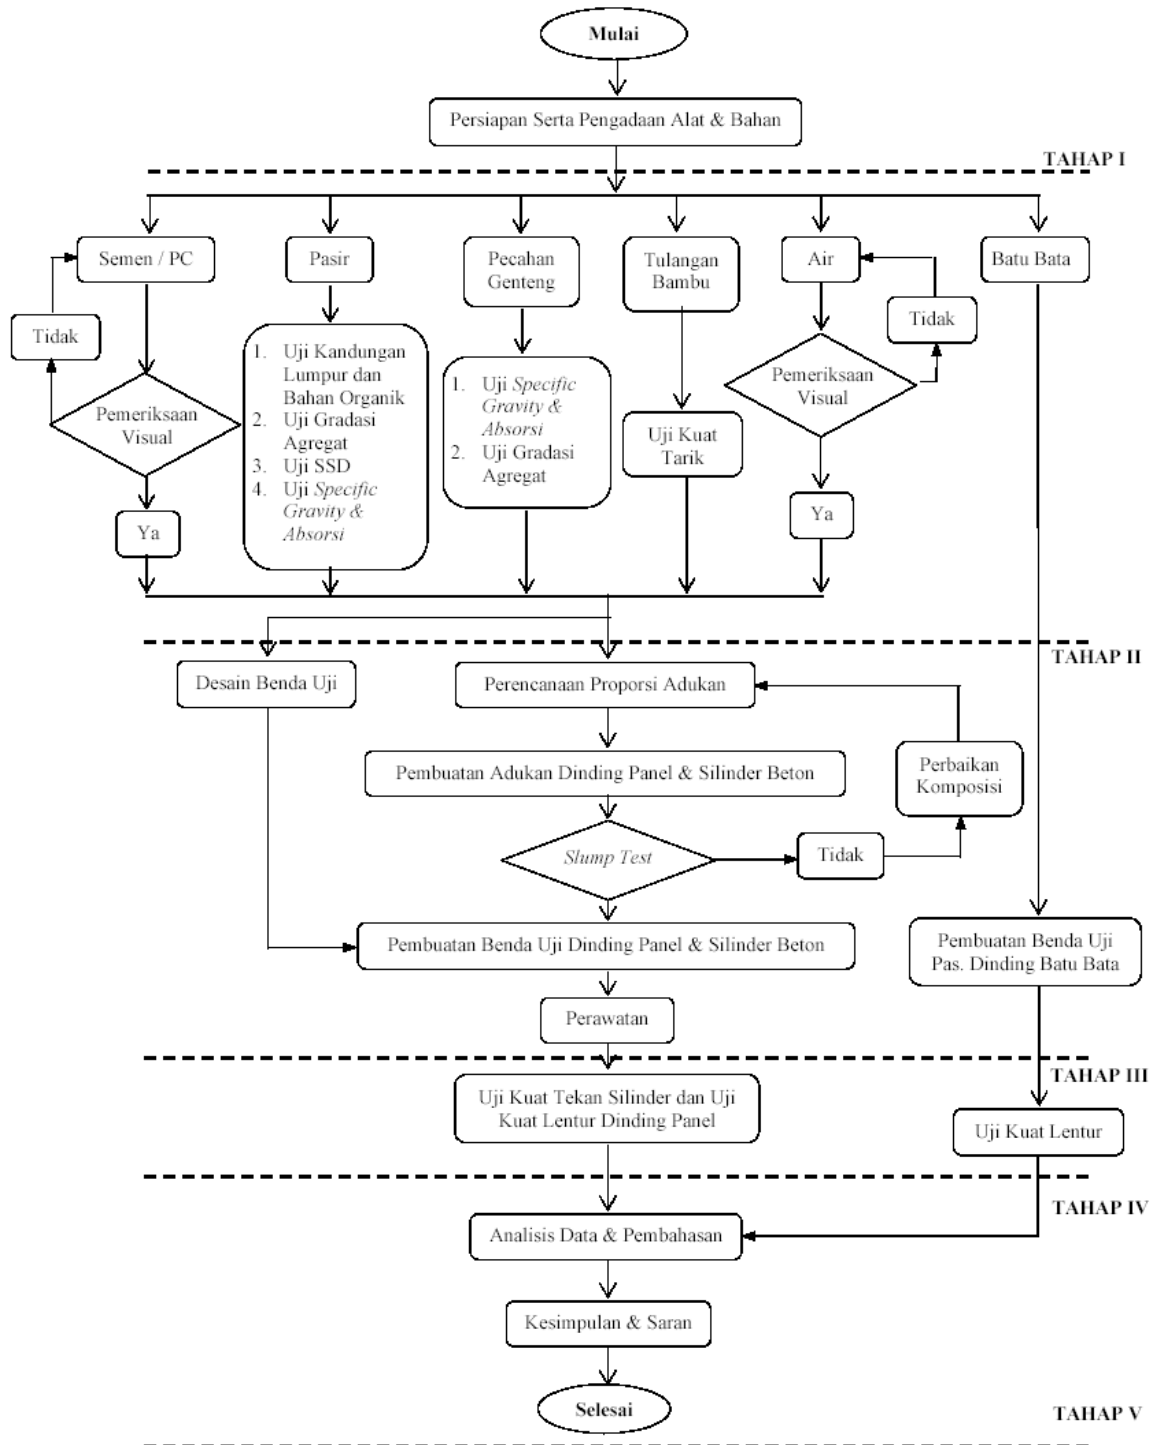 Mulai
Persiapan Serta Pengadaan Alat & Bahan
TAHAP I
Semen / PC
Pasir
Pecahan
Genteng
Tulangan
Bambu
Air
Batu Bata
Tidak
Pemeriksaan
Visual
Ya
1. Uji Kandungan
Lumpur dan
Bahan Organik
2. Uji Gradasi
Agregat
3. Uji SSD
4. Uji Specific
Gravity &
Absorsi
1. Uji Specific
Gravity &
Absorsi
2. Uji Gradasi
Agregat
Uji Kuat
Tarik
Tidak
Pemeriksaan
Visual
Ya
TAHAP II
Desain Benda Uji
Perencanaan Proporsi Adukan
Pembuatan Adukan Dinding Panel & Silinder Beton
Perbaikan
Komposisi
Slump Test
Tidak
Pembuatan Benda Uji Dinding Panel & Silinder Beton
Pembuatan Benda Uji
Pas. Dinding Batu Bata
Perawatan
TAHAP III
Uji Kuat Tekan Silinder dan Uji
Kuat Lentur Dinding Panel
Uji Kuat Lentur
TAHAP IV
Analisis Data & Pembahasan
Kesimpulan & Saran
Selesai
TAHAP V